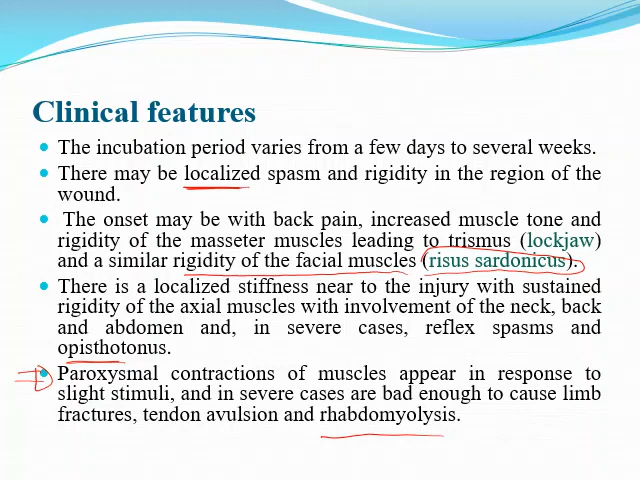 Clinical features
The incubation period varies from a few days to several weeks.
There may be localized spasm and rigidity in the region of the
wound.
The onset may be with back pain, increased muscle tone and
rigidity of the masseter muscles leading to trismus (lockjaw)
and a similar rigidity of the facial muscles (risus sardonicus).
There is a localized stiffness near to the injury with sustained
rigidity of the axial muscles with involvement of the neck, back
and abdomen and, in severe cases, reflex spasms and
opisthotonus.
Paroxysmal contractions of muscles appear in response to
slight stimuli, and in severe cases are bad enough to cause limb
fractures, tendon avulsion and rhabdomyolysis.